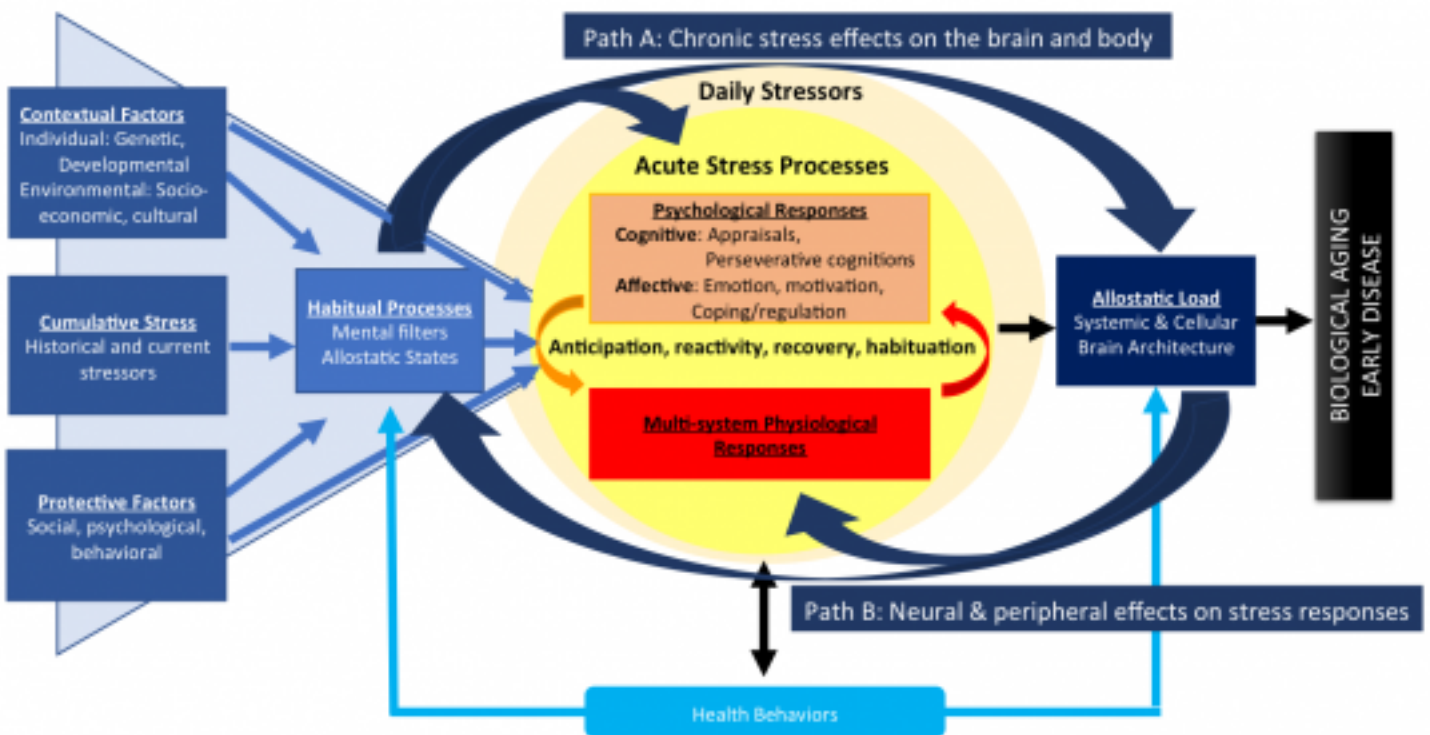 Path A: Chronic stress effects on the brain and body
Contextual Factors
Individual: Genetic,
Developmental
Environmental: Socio-
economic, cultural
Cumulative Stress
Historical and current
stressors
Protective Factors
Social, psychological,
behavioral
Habitual Processes
Mental filters
Allostatic States
Daily Stressors
Acute Stress Processes
Psychological Responses
Cognitive: Appraisals,
Perseverative cognitions
Affective: Emotion, motivation,
Coping/regulation
Anticipation, reactivity, recovery, habituation
Multi-system Physiological
Responses
Allostatic Load
Systemic & Cellular
Brain Architecture
BIOLOGICAL AGING
EARLY DISEASE
Path B: Neural & peripheral effects on stress responses
Health Behaviors